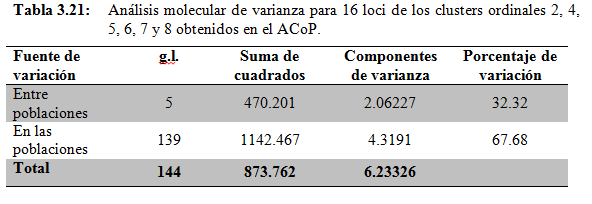 Tabla 3.21: Análisis molecular de varianza para 16 loci de los clusters ordinales 2, 4,
5, 6, 7 y 8 obtenidos en el ACoP.
Fuente de variación g.l. Suma de cuadrados Componentes de varianza Porcentaje de variación
Entre poblaciones 5 470.201 2.06227 32.32
En las poblaciones 139 1142.467 4.3191 67.68
Total 144 873.762 6.23326